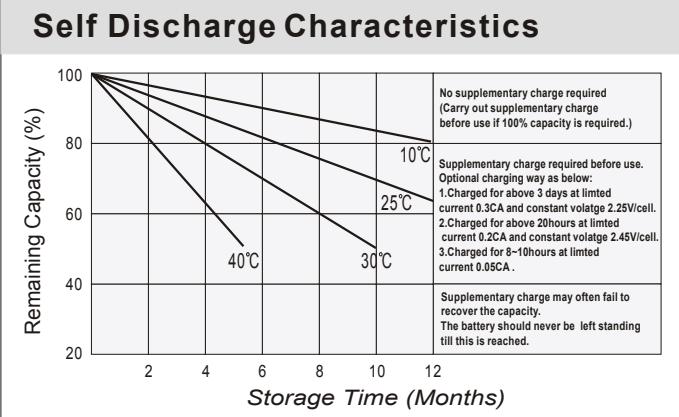 Self Discharge Characteristics
Remaining Capacity (%)
100
80
60
40
20
2
4
6
8
10
12
Storage Time (Months)
10℃
25℃
30℃
40℃
No supplementary charge required
(Carry out supplementary charge
before use if 100% capacity is required.)
Supplementary charge required before use.
Optional charging way as below:
1.Charged for above 3 days at limted
current 0.3CA and constant volatge 2.25V/cell.
2.Charged for above 20hours at limted
current 0.2CA and constant volatge 2.45V/cell.
3.Charged for 8~10hours at limted
current 0.05CA .
Supplementary charge may often fail to
recover the capacity.
The battery should never be left standing
till this is reached.